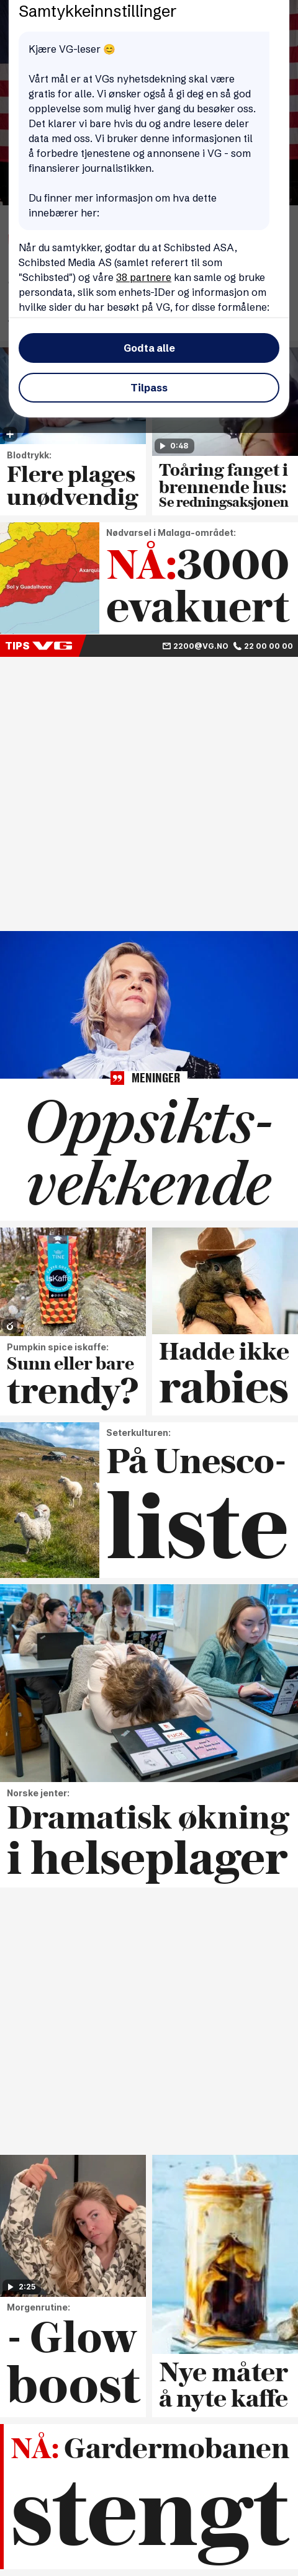 Samtykkeinnstillinger
Kjære VG-leser 😊
Vårt mål er at VGs nyhetsdekning skal være
gratis for alle. Vi ønsker også å gi deg en så god
opplevelse som mulig hver gang du besøker oss.
Det klarer vi bare hvis du og andre lesere deler
data med oss. Vi bruker denne informasjonen til
å forbedre tjenestene og annonsene i VG - som
finansierer journalistikken.
Du finner mer informasjon om hva dette
innebærer her:
Når du samtykker, godtar du at Schibsted ASA,
Schibsted Media AS (samlet referert til som
"Schibsted") og våre 38 partnere kan samle og bruke
persondata, slik som enhets-IDer og informasjon om
hvilke sider du har besøkt på VG, for disse formålene:
Godta alle
Tilpass
Blodtrykk:
Flere plages
unødvendig
0:48
Toåring fanget i
brennende hus:
Se redningsaksjonen
Axarquí
Sol y Guadalhorce
Nødvarsel i Malaga-området:
NÅ:3000
evakuert
TIPS VG
2200@VG.NO
22 00 00 00
MENINGER
Oppsikts-
vekkende
TINE
IsKaffe
Pumpkin spice iskaffe:
Sunn eller bare
trendy?
Hadde ikke
rabies
Seterkulturen:
På Unesco-
liste
Norske jenter:
Dramatisk økning
i helseplager
2:25
Morgenrutine:
- Glow
boost
Nye måter
å nyte kaffe
NÅ: Gardermobanen
stengt